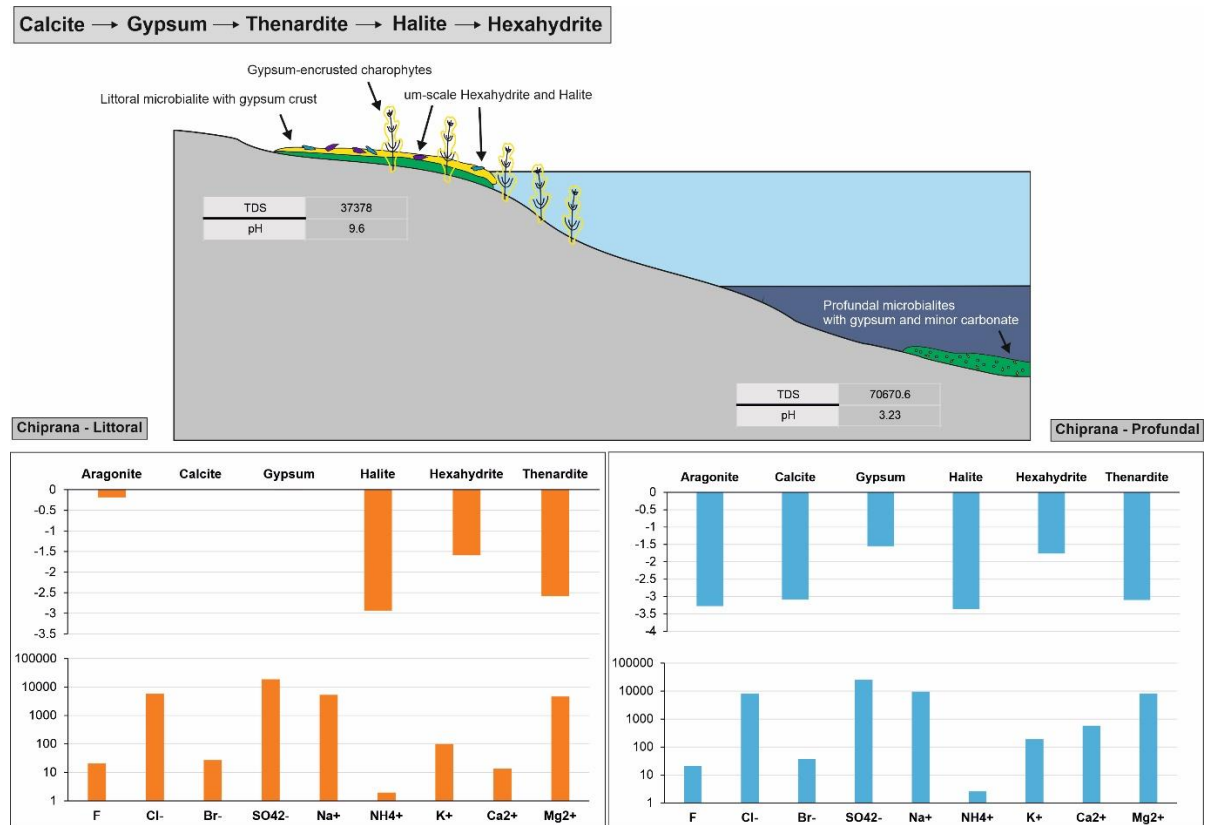 Calcite → Gypsum → Thenardite → Halite → Hexahydrite
Gypsum-encrusted charophytes
Littoral microbialite with gypsum crust
um-scale Hexahydrite and Halite
TDS 37378
pH 9.6
Profundal microbialites
with gypsum and minor carbonate
TDS 70670.6
pH 3.23
Chiprana - Littoral
Chiprana - Profundal
Aragonite Calcite Gypsum Halite Hexahydrite Thenardite
0
-0.5
-1
-1.5
-2
-2.5
-3
-3.5
100000
10000
1000
100
10
1
F Cl- Br- SO42- Na+ NH4+ K+ Ca2+ Mg2+
Aragonite Calcite Gypsum Halite Hexahydrite Thenardite
0
-0.5
-1
-1.5
-2
-2.5
-3
-3.5
-4
100000
10000
1000
100
10
1
F Cl- Br- SO42- Na+ NH4+ K+ Ca2+ Mg2+